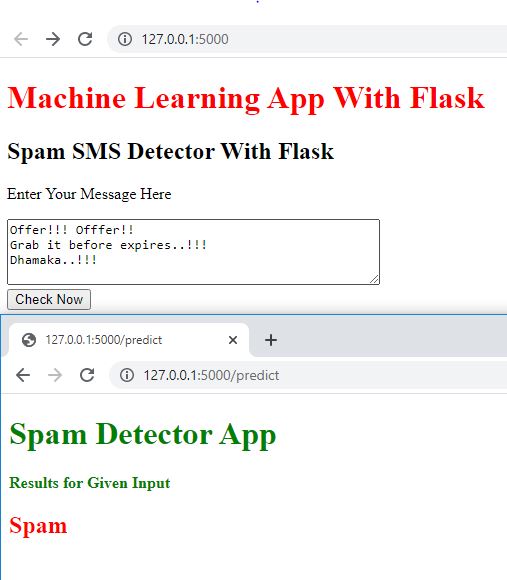 127.0.0.1:5000
Machine Learning App With Flask
Spam SMS Detector With Flask
Enter Your Message Here
Offer!!! Offfer!!
Grab it before expires..!!!
Dhamaka..!!!
Check Now
127.0.0.1:5000/predict
127.0.0.1:5000/predict
Spam Detector App
Results for Given Input
Spam